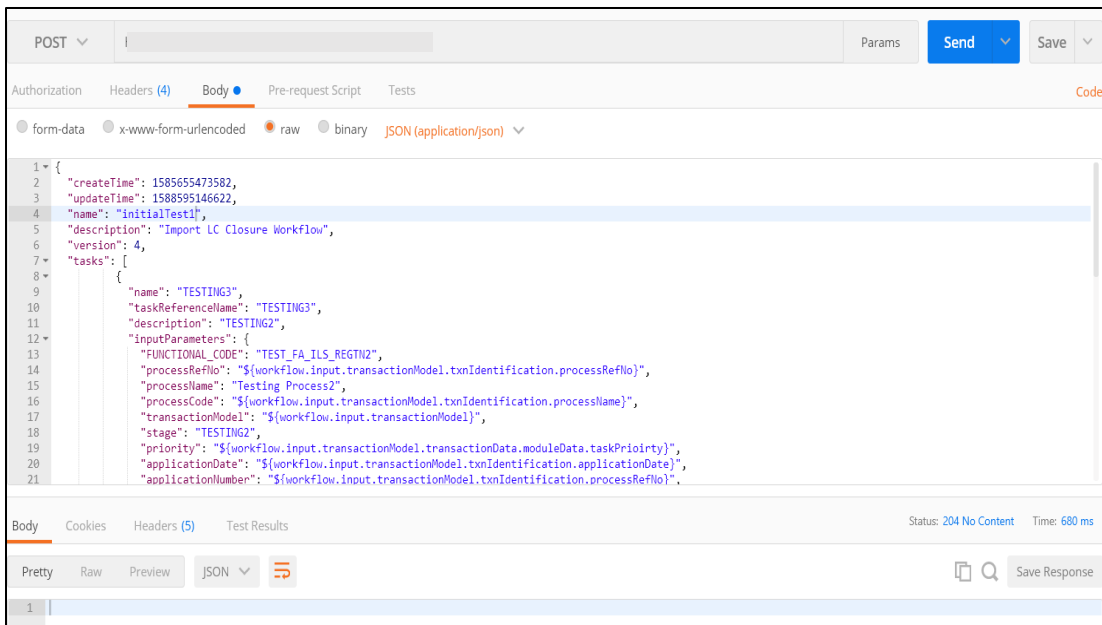 POST Params Send Save
Authorization Headers (4) Body Pre-request Script Tests Code
form-data x-www-form-urlencoded raw binary JSON (application/json)
1 {
2 "createTime": 1585655473582,
3 "updateTime": 1588595146622,
4 "name": "initialTest1",
5 "description": "Import LC Closure Workflow",
6 "version": 4,
7 "tasks": [
8 {
9 "name": "TESTING3",
10 "taskReferenceName": "TESTING3",
11 "description": "TESTING2",
12 "inputParameters": {
13 "FUNCTIONAL_CODE": "TEST_FA_ILS_REGTN2",
14 "processRefNo": "${workflow.input.transactionModel.txnIdentification.processRefNo}",
15 "processName": "Testing Process2",
16 "processCode": "${workflow.input.transactionModel.txnIdentification.processName}",
17 "transactionModel": "${workflow.input.transactionModel}",
18 "stage": "TESTING2",
19 "priority": "${workflow.input.transactionModel.transactionData.moduleData.taskPrioirty}",
20 "applicationDate": "${workflow.input.transactionModel.txnIdentification.applicationDate}",
21 "applicationNumber": "${workflow.input.transactionModel.txnIdentification.processRefNo}",
Body Cookies Headers (5) Test Results Status: 204 No Content Time: 680 ms
Pretty Raw Preview JSON Save Response
1